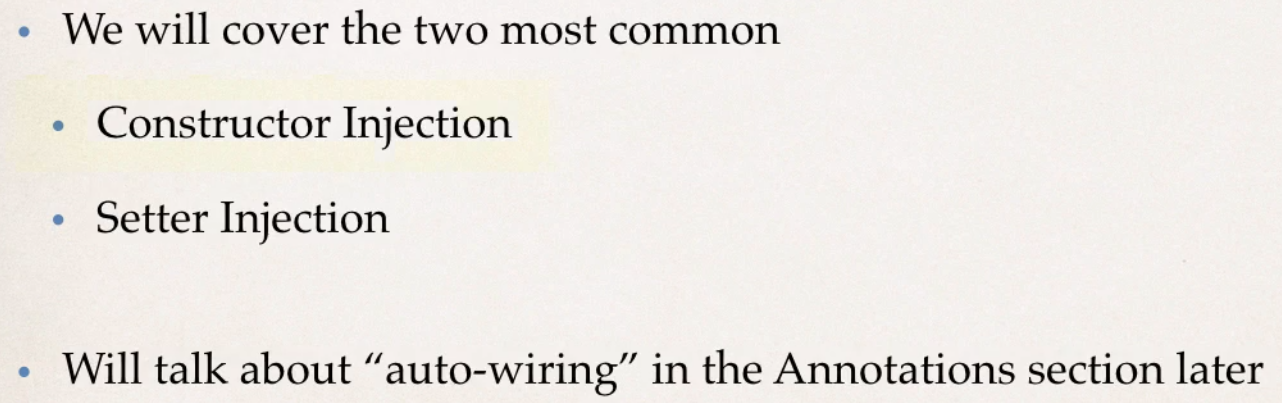 • We will cover the two most common
• Constructor Injection
• Setter Injection
• Will talk about “auto-wiring” in the Annotations section later